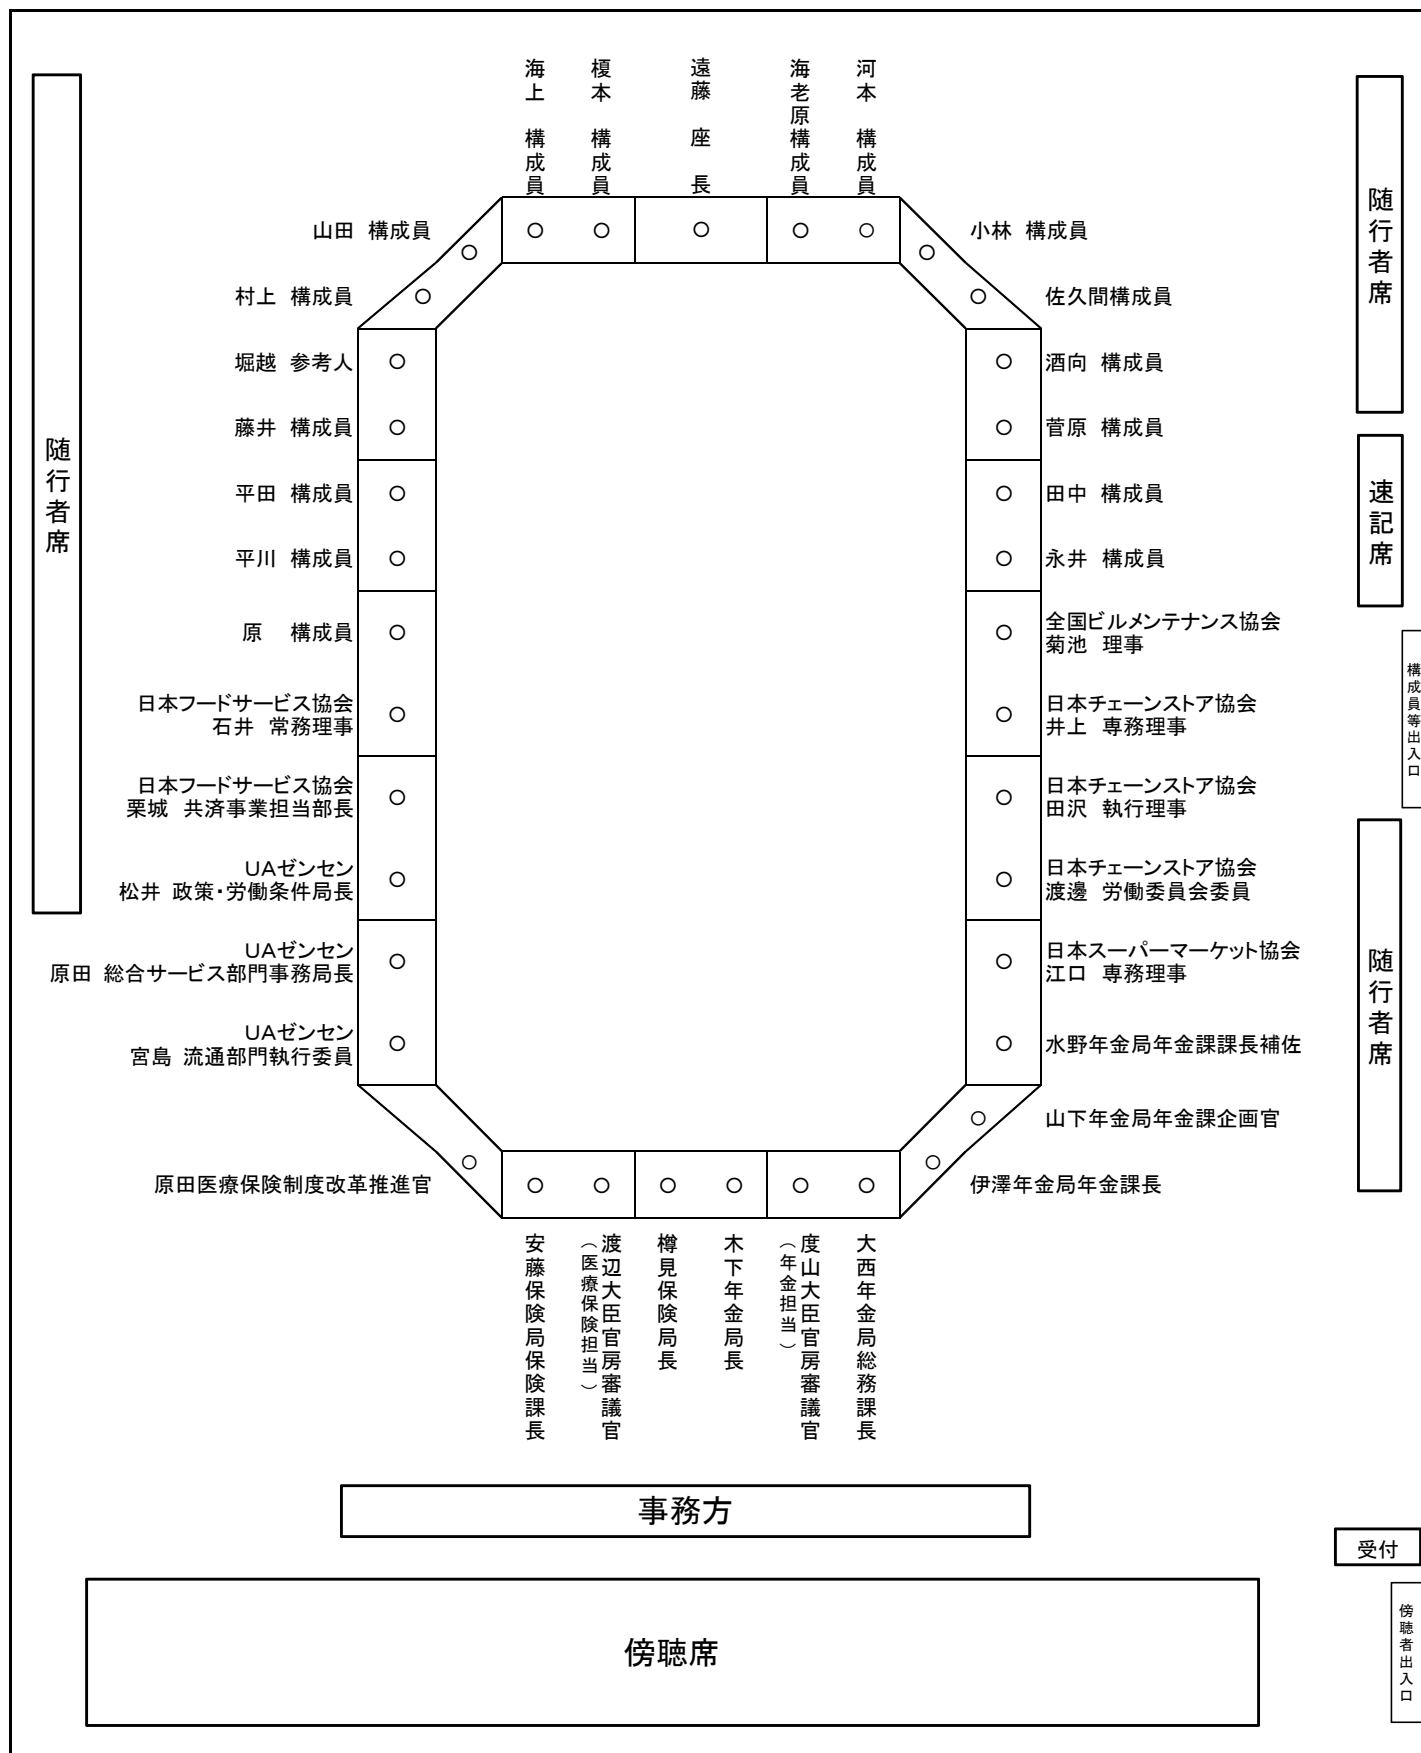 海上 構成員
榎本 構成員
遠藤 座長
海老原構成員
河本 構成員
山田 構成員
小林 構成員
村上 構成員
佐久間構成員
堀越 参考人
酒向 構成員
藤井 構成員
菅原 構成員
平田 構成員
田中 構成員
平川 構成員
永井 構成員
原 構成員
全国ビルメンテナンス協会
菊池 理事
日本フードサービス協会
石井 常務理事
日本チェーンストア協会
井上 専務理事
日本フードサービス協会
栗城 共済事業担当部長
日本チェーンストア協会
田沢 執行理事
UAゼンセン
松井 政策・労働条件局長
日本チェーンストア協会
渡邊 労働委員会委員
UAゼンセン
原田 総合サービス部門事務局長
日本スーパーマーケット協会
江口 専務理事
UAゼンセン
宮島 流通部門執行委員
水野年金局年金課課長補佐
山下年金局年金課企画官
原田医療保険制度改革推進官
伊澤年金局年金課長
安藤保険局保険課長
渡辺大臣官房審議官
（医療保険担当）
樽見保険局長
木下年金局長
度山大臣官房審議官
（年金担当）
大西年金局総務課長
随行者席
随行者席
速記席
構成員等出入口
随行者席
事務方
受付
傍聴席
傍聴者出入口